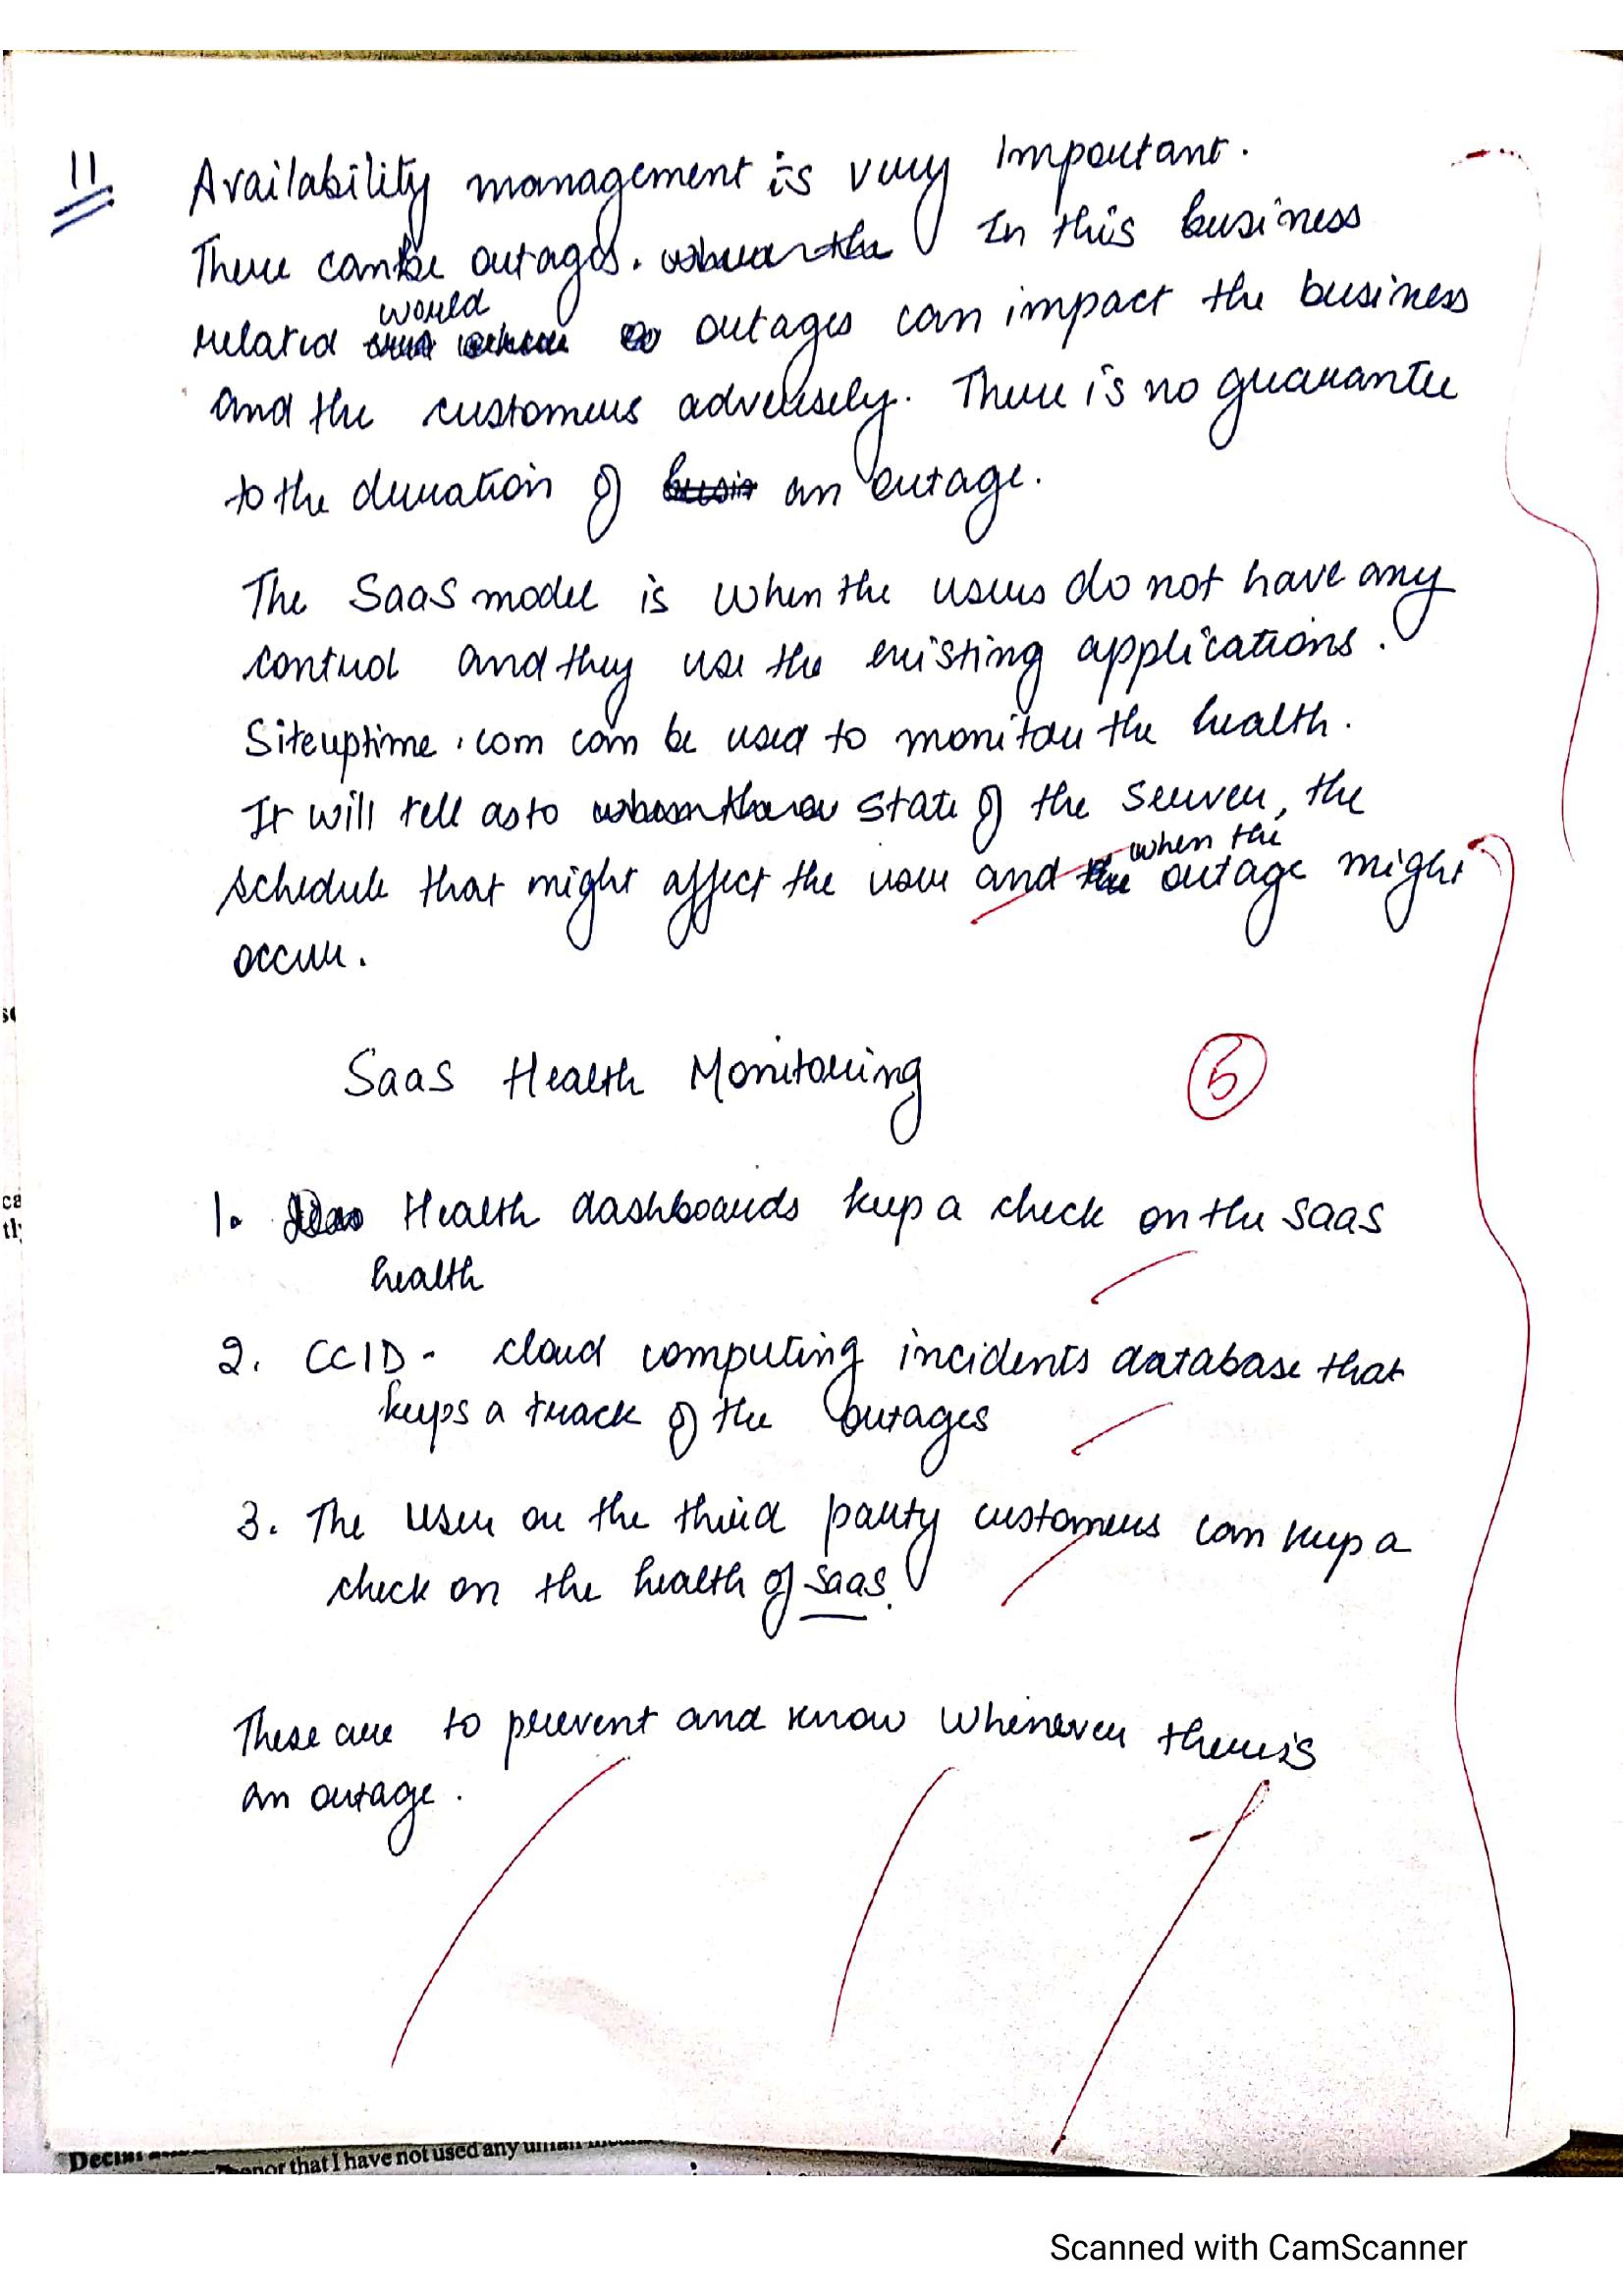 11 Availability management is very important.
There can be outages. In this business
would
related outages can impact the business
and the customers adversely. There is no guarantee
to the duration of an outage.
The SaaS model is when the users do not have any
control and they use the existing applications.
Siteuptime.com can be used to monitor the health.
It will tell as to state of the server, the
when the
schedule that might affect the user and outage might
occur.
SaaS Health Monitoring
5
1. Health dashboards keep a check on the SaaS
health
2. CCID - cloud computing incidents database that
keeps a track of the outages
3. The user or the third party customers can keep a
check on the health of SaaS.
These are to prevent and know whenever there is
an outage.
that I have not used any
Scanned with CamScanner